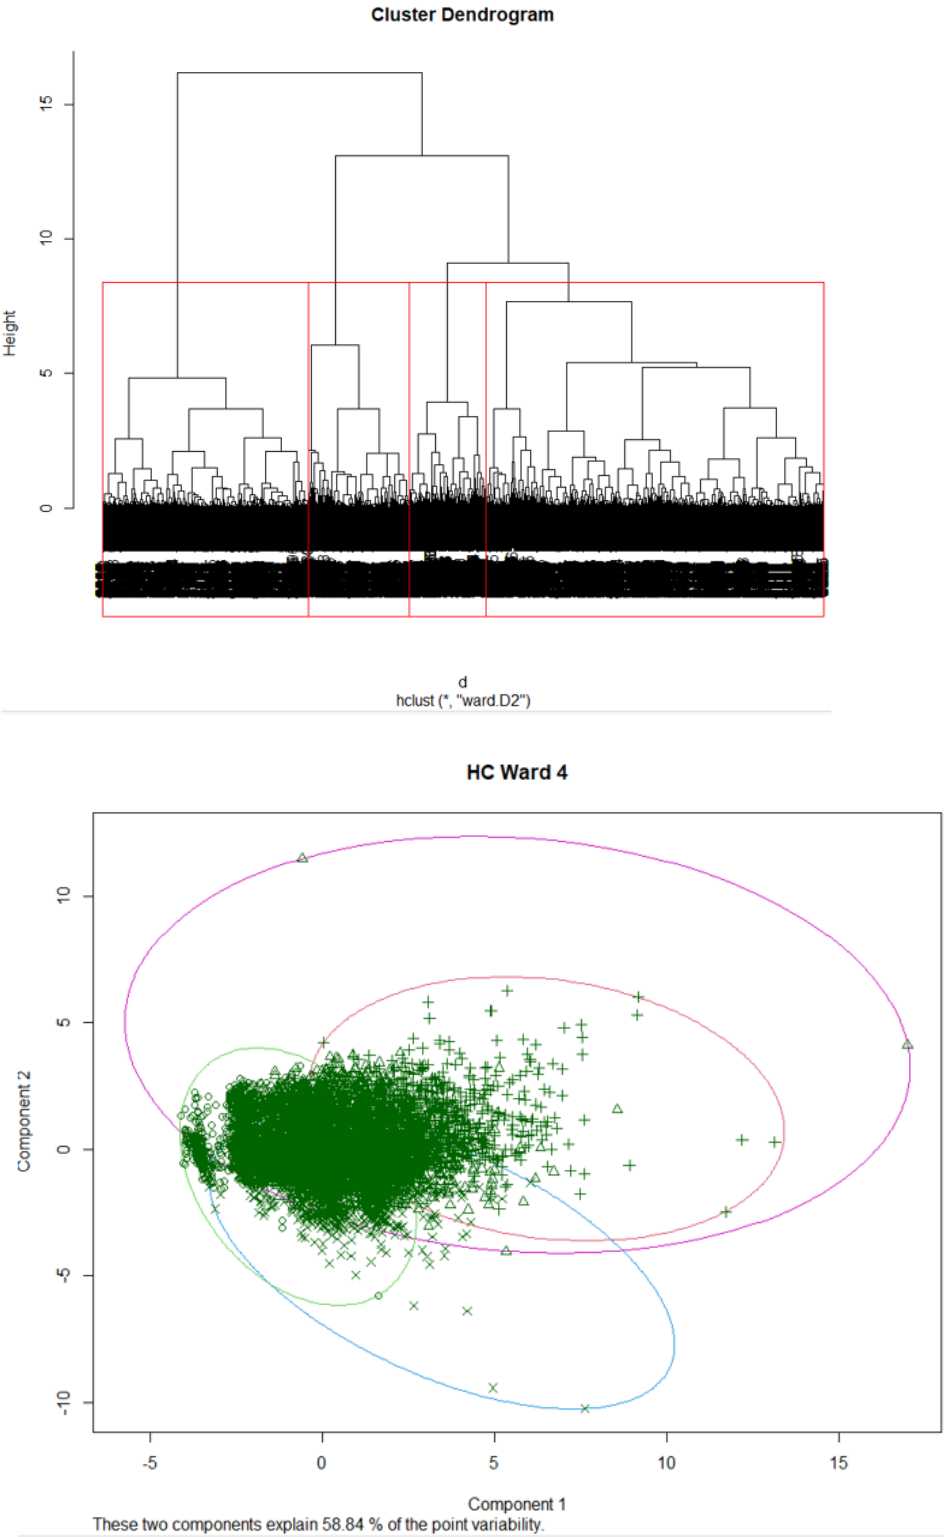 Cluster Dendrogram
15
10
5
0
Height
d
hclust (*, "ward.D2")
HC Ward 4
10
5
0
-5
-10
Component 2
-5
0
5
10
15
Component 1
These two components explain 58.84 % of the point variability.